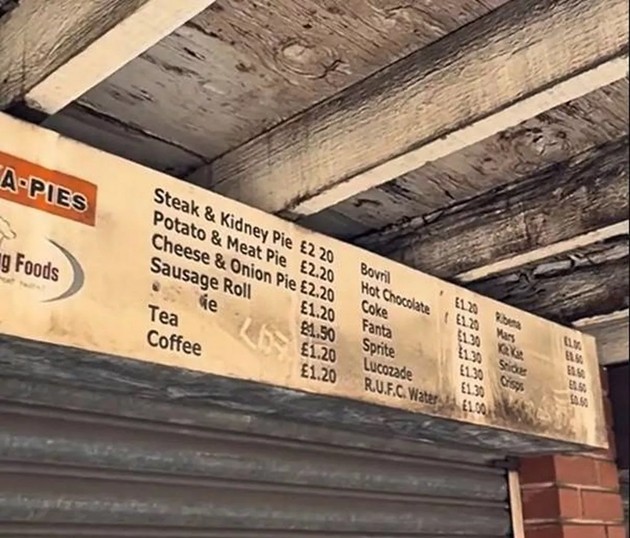 A-PIES
g Foods
Steak & Kidney Pie £2 20
Potato & Meat Pie £2.20
Cheese & Onion Pie £2.20
Sausage Roll £1.20
ie £1.50
Tea £1.20
Coffee £1.20
Bovril £1.20
Hot Chocolate £1.20
Coke £1.30
Fanta £1.30
Sprite £1.30
Lucozade £1.30
R.U.F.C. Water £1.00
Ribena £1.00
Mars £0.60
Kit Kat £0.60
Snicker £0.60
Crisps £0.60